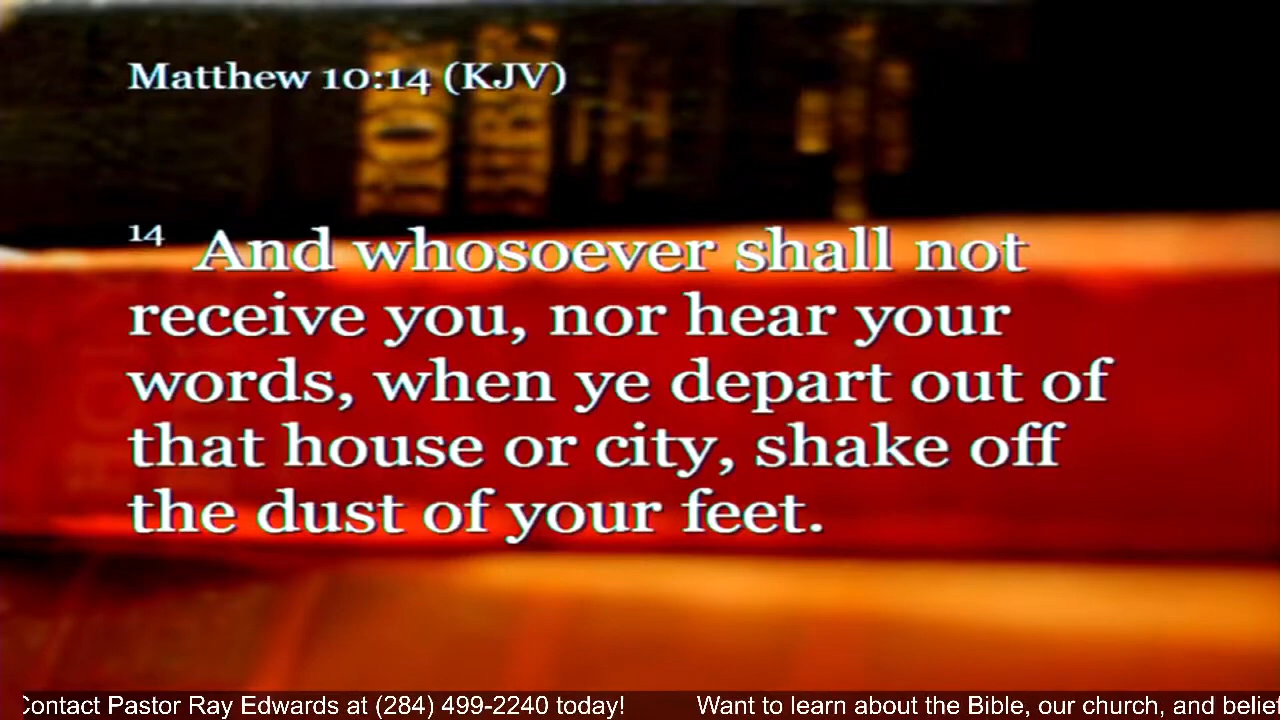 Matthew 10:14 (KJV)
14 And whosoever shall not
receive you, nor hear your
words, when ye depart out of
that house or city, shake off
the dust of your feet.
Contact Pastor Ray Edwards at (284) 499-2240 today! Want to learn about the Bible, our church, and